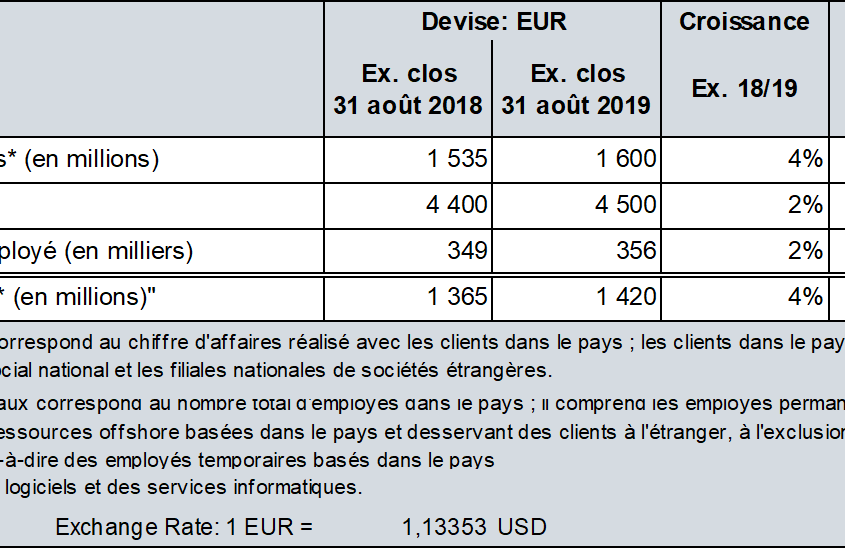 Devise: EUR Croissance
Ex. clos Ex. clos Ex. 18/19
31 août 2018 31 août 2019
s* (en millions) 1 535 1 600 4%
4 400 4 500 2%
ployé (en milliers) 349 356 2%
* (en millions)" 1 365 1 420 4%
orrespond au chiffre d'affaires réalisé avec les clients dans le pays ; les clients dans le pay
ocial national et les filiales nationales de sociétés étrangères.
aux correspond au nombre total d'employés dans le pays ; il comprend les employés perman
essources offshore basées dans le pays et desservant des clients à l'étranger, à l'exclusion
-à-dire des employés temporaires basés dans le pays
logiciels et des services informatiques.
Exchange Rate: 1 EUR = 1,13353 USD